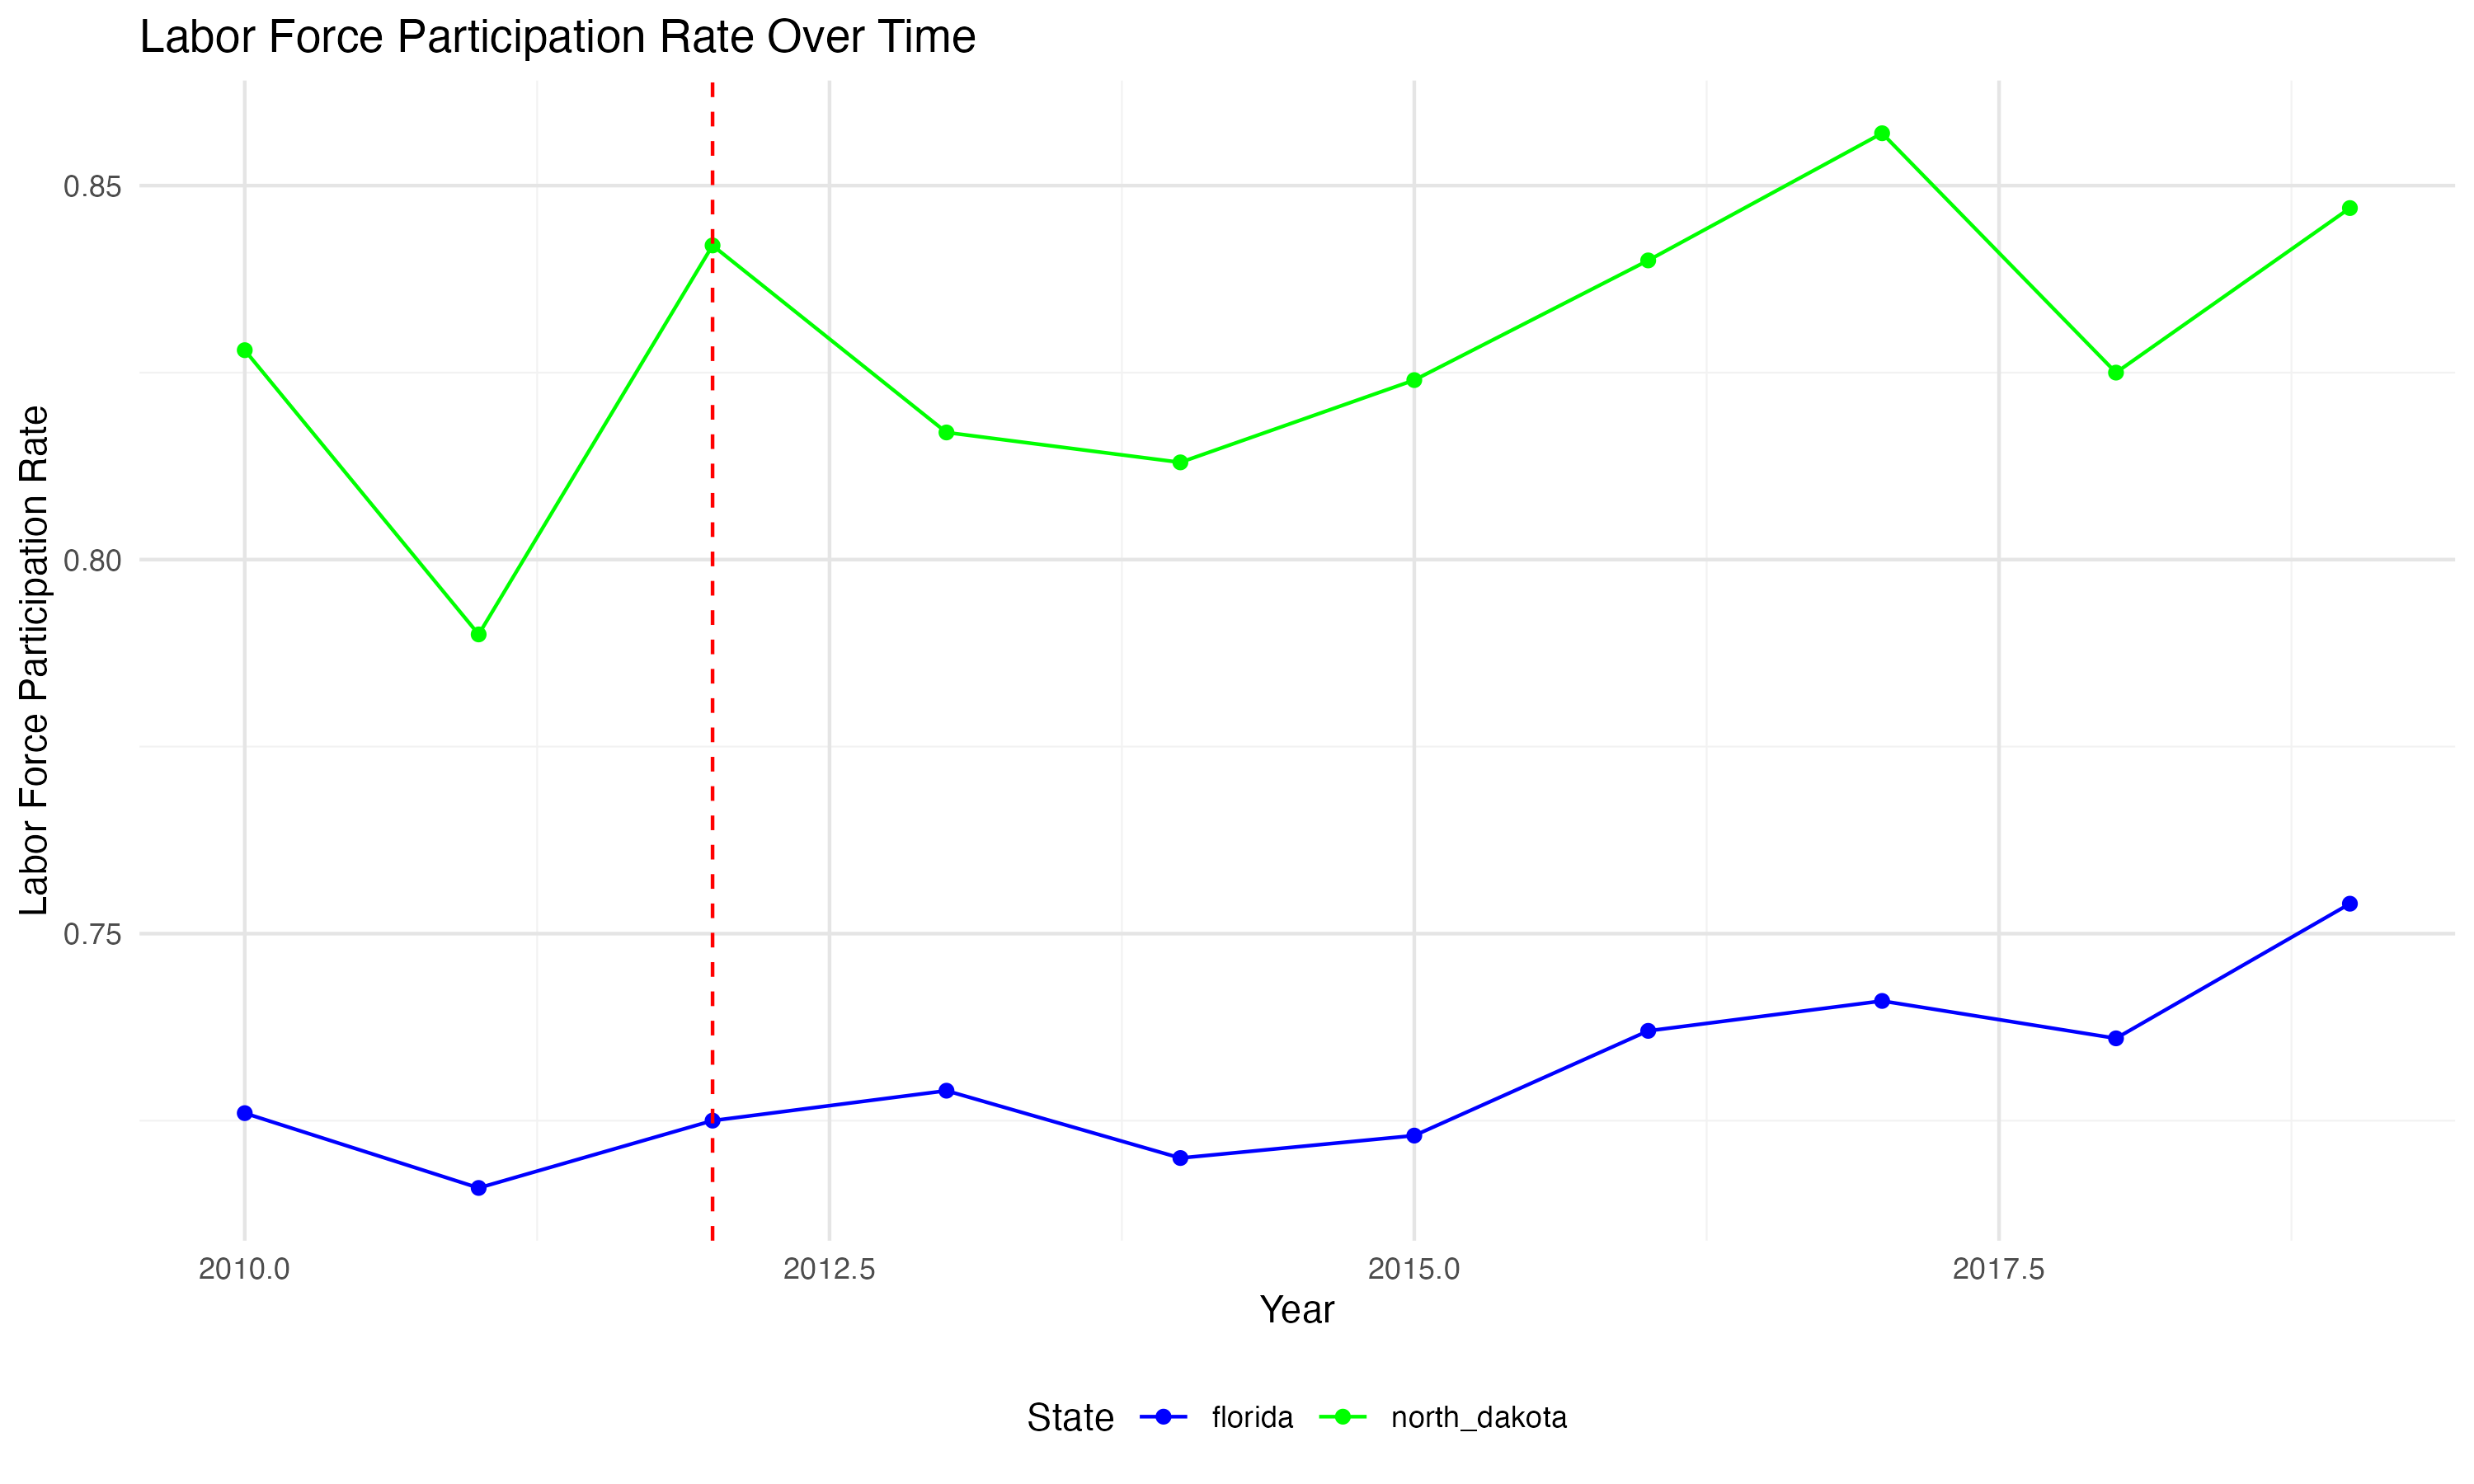 Labor Force Participation Rate Over Time
Labor Force Participation Rate
0.85
0.80
0.75
2010.0
2012.5
2015.0
2017.5
Year
State florida north_dakota